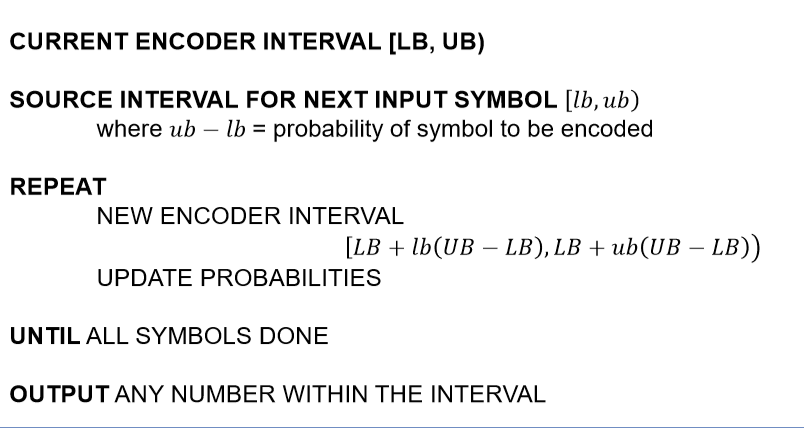 CURRENT ENCODER INTERVAL [LB, UB)
SOURCE INTERVAL FOR NEXT INPUT SYMBOL [lb, ub)
where ub – lb = probability of symbol to be encoded
REPEAT
NEW ENCODER INTERVAL
[LB + lb(UB – LB), LB + ub(UB – LB))
UPDATE PROBABILITIES
UNTIL ALL SYMBOLS DONE
OUTPUT ANY NUMBER WITHIN THE INTERVAL